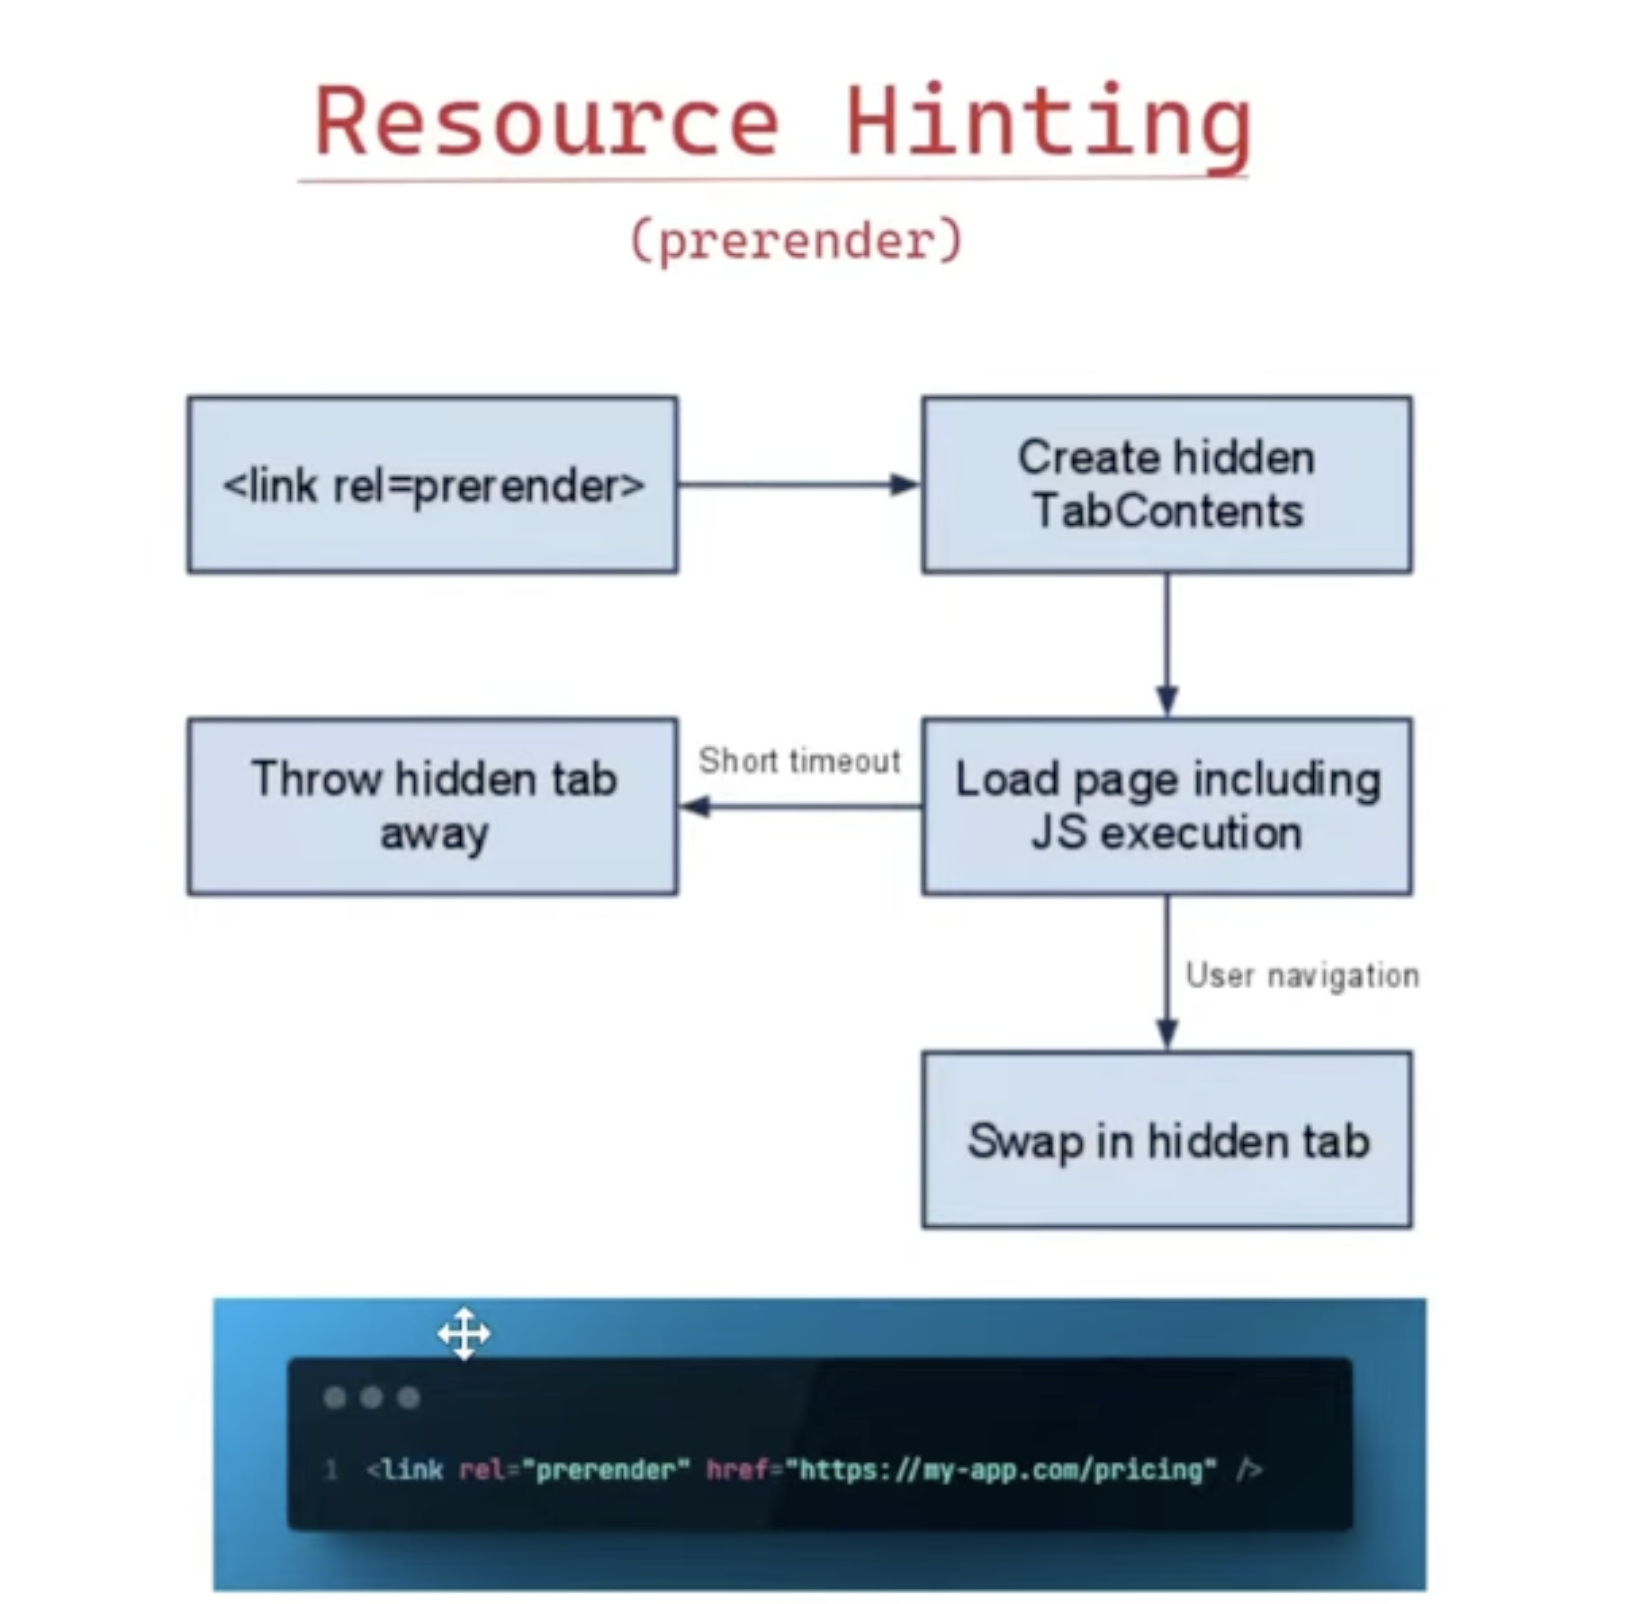 Resource Hinting
(prerender)
<link rel=prerender>
Create hidden
TabContents
Throw hidden tab
away
Short timeout
Load page including
JS execution
User navigation
Swap in hidden tab
1 <link rel="prerender" href="https://my-app.com/pricing" />